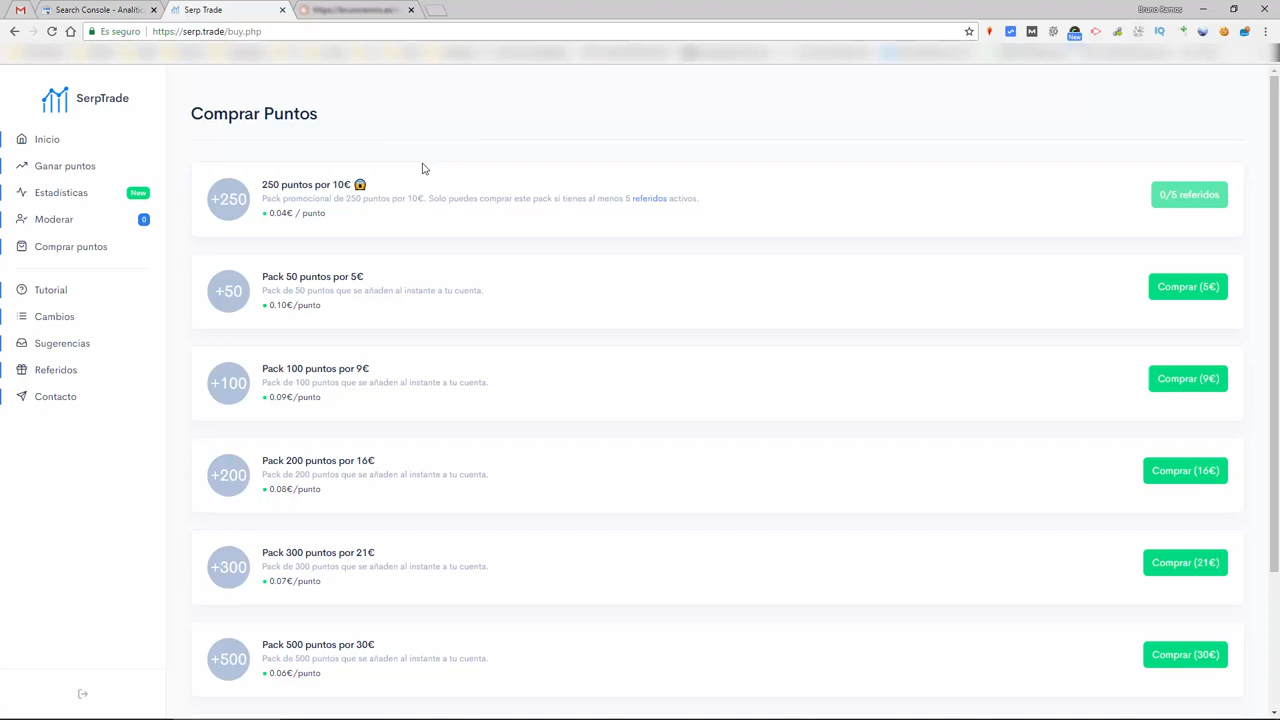 Search Console - Analític
Serp Trade
Bruno Ramos
Es seguro
https://serp.trade/buy.php
New
IQ
SerpTrade
Inicio
Ganar puntos
Estadísticas
New
Moderar
0
Comprar puntos
Tutorial
Cambios
Sugerencias
Referidos
Contacto
Comprar Puntos
+250
250 puntos por 10€ 😱
Pack promocional de 250 puntos por 10€. Solo puedes comprar este pack si tienes al menos 5 referidos activos.
0.04€ / punto
0/5 referidos
+50
Pack 50 puntos por 5€
Pack de 50 puntos que se añaden al instante a tu cuenta.
0.10€/punto
Comprar (5€)
+100
Pack 100 puntos por 9€
Pack de 100 puntos que se añaden al instante a tu cuenta.
0.09€/punto
Comprar (9€)
+200
Pack 200 puntos por 16€
Pack de 200 puntos que se añaden al instante a tu cuenta.
0.08€/punto
Comprar (16€)
+300
Pack 300 puntos por 21€
Pack de 300 puntos que se añaden al instante a tu cuenta.
0.07€/punto
Comprar (21€)
+500
Pack 500 puntos por 30€
Pack de 500 puntos que se añaden al instante a tu cuenta.
0.06€/punto
Comprar (30€)